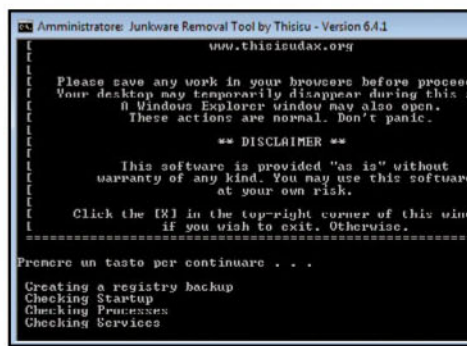 Amministratore: Junkware Removal Tool by Thisisu - Version 6.4.1
[ www.thisisudax.org
[
[
[ Please save any work in your browsers before
[ Your desktop may temporarily disappear during this
[ A Windows Explorer window may also open.
[ These actions are normal. Don't panic.
[
[ ** DISCLAIMER **
[
[ This software is provided "as is" without
[ warranty of any kind. You may use this software
[ at your own risk.
[
[ Click the [X] in the top-right corner of this
[ if you wish to exit. Otherwise.
================================================
Premere un tasto per continuare . . .
Creating a registry backup
Checking Startup
Checking Processes
Checking Services